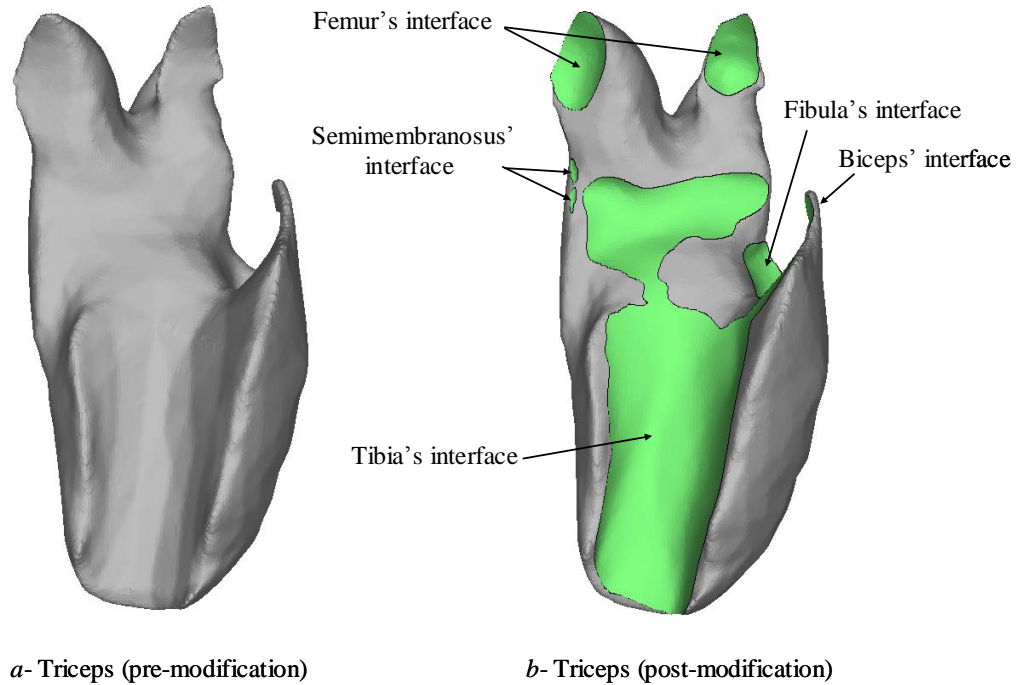 Femur’s interface
Fibula’s interface
Semimembranosus’
interface
Biceps’ interface
Tibia’s interface
a- Triceps (pre-modification)
b- Triceps (post-modification)